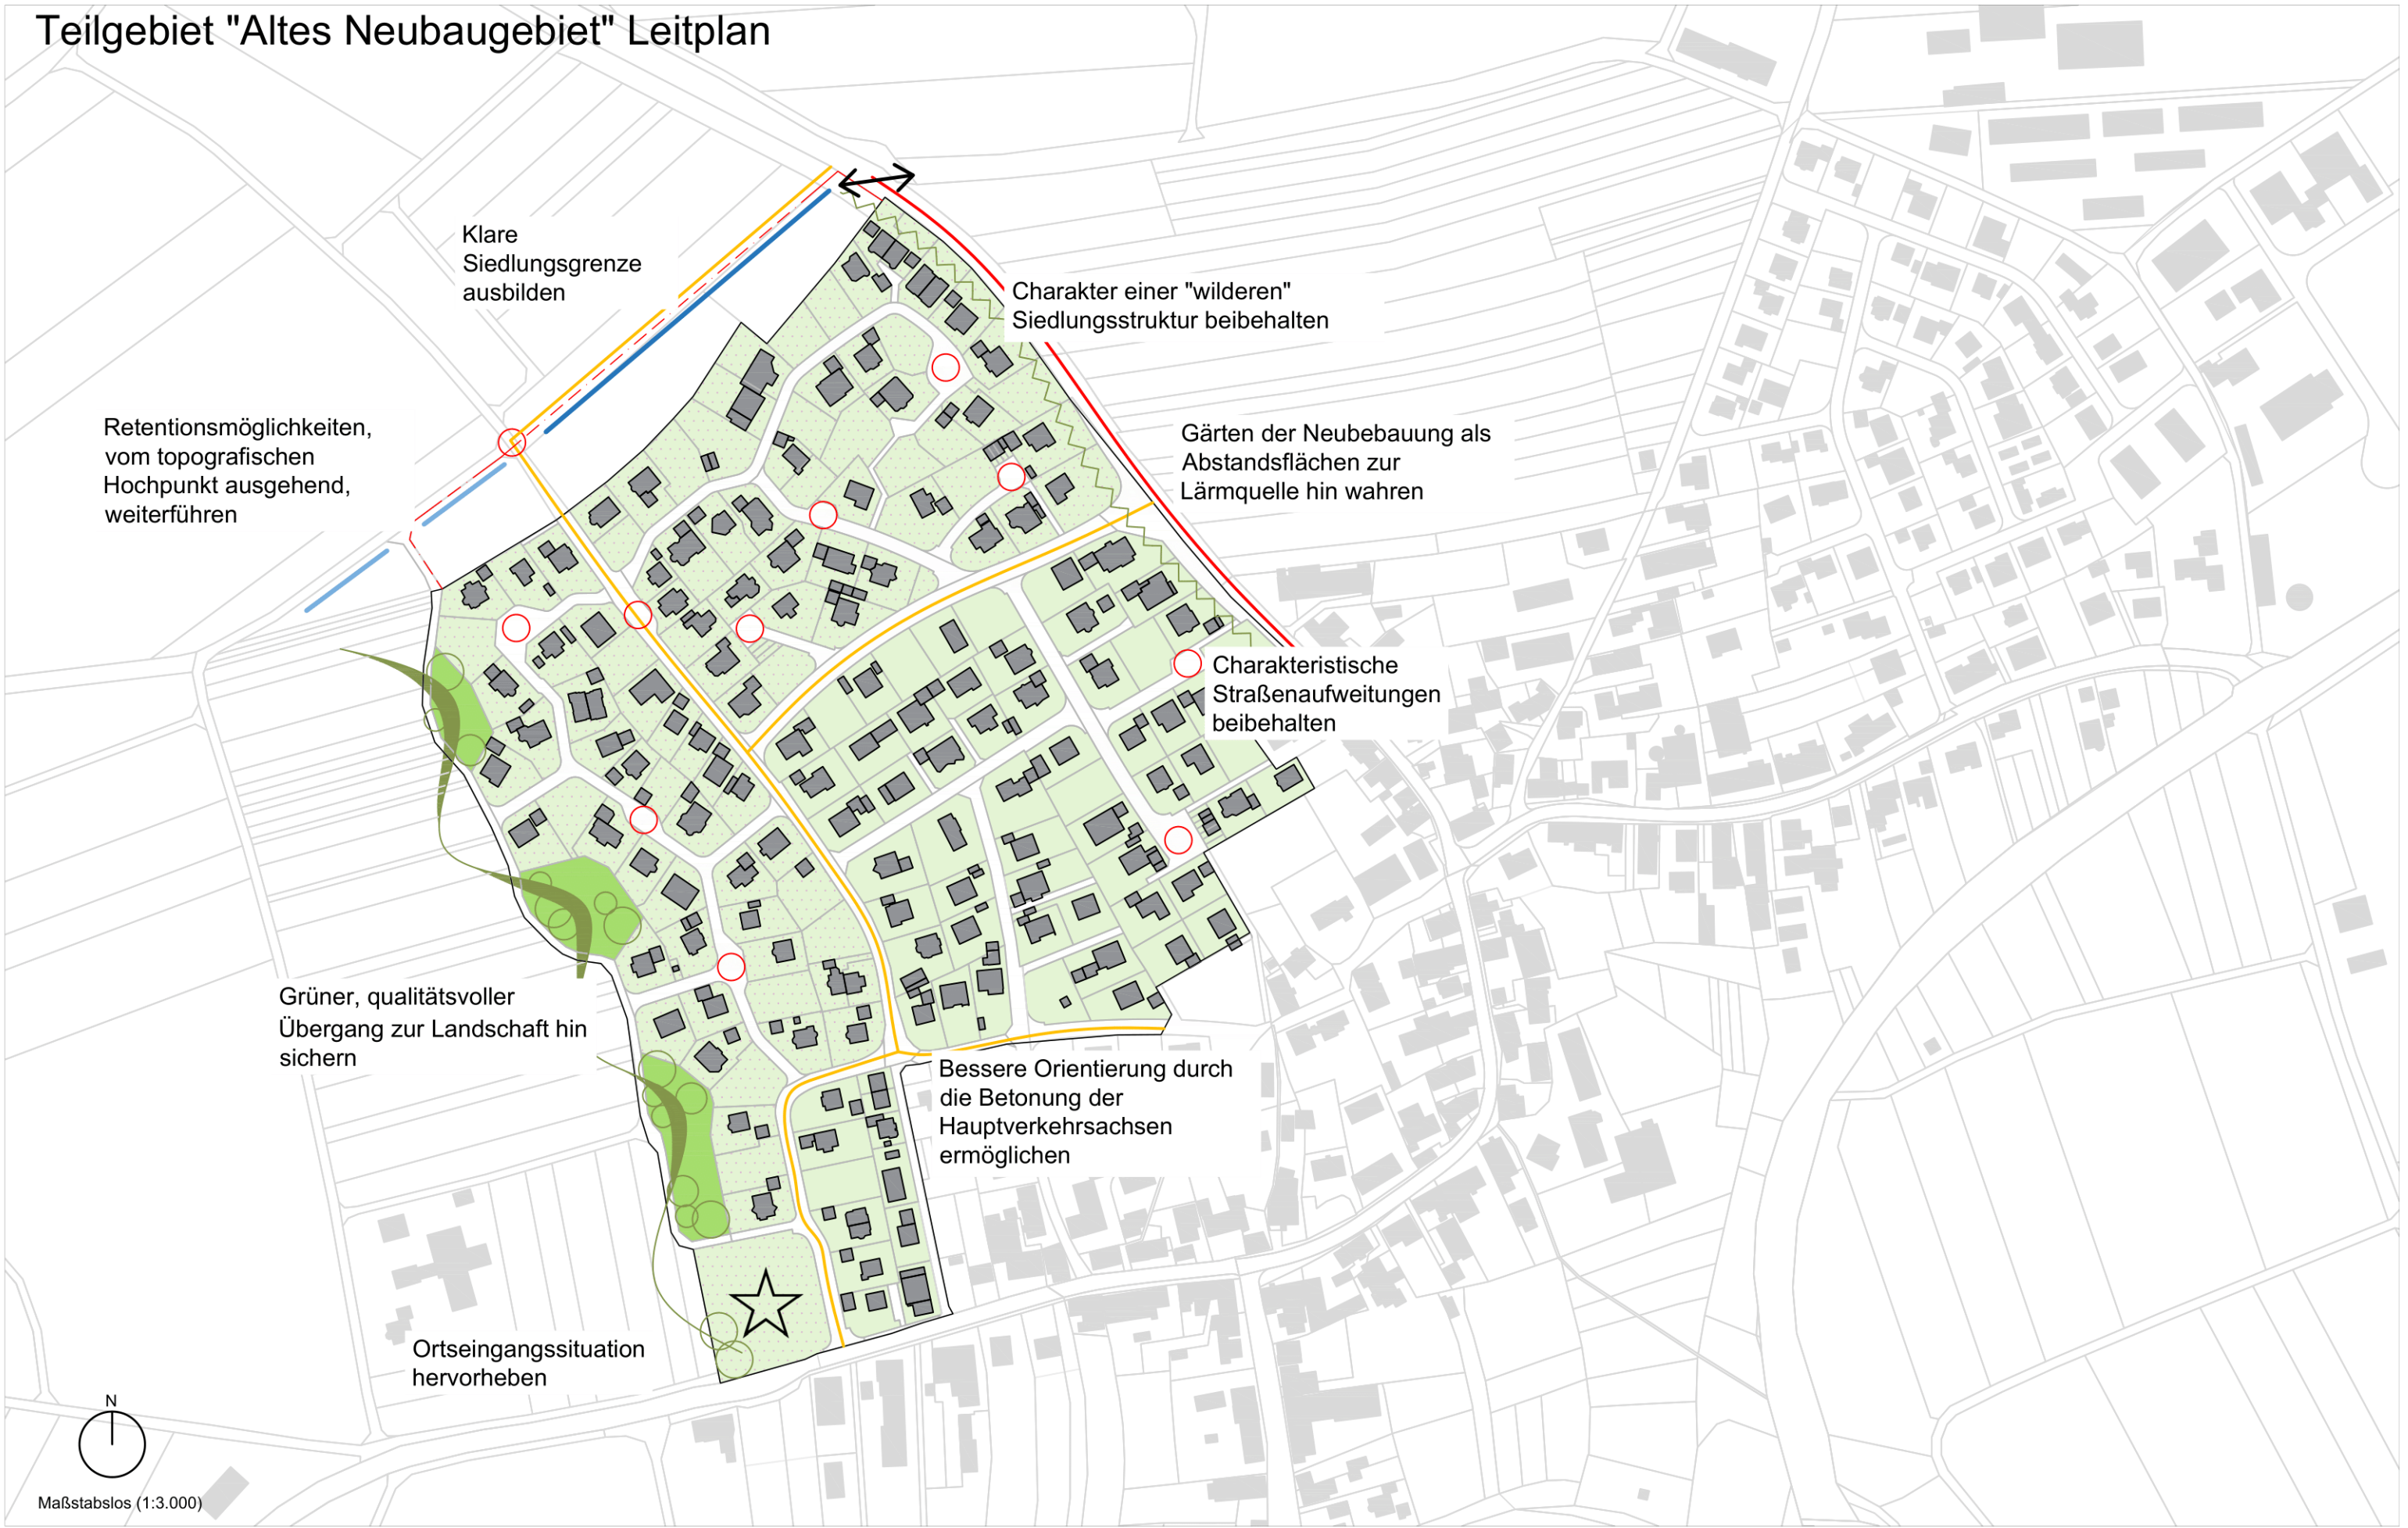 Teilgebiet "Altes Neubaugebiet" Leitplan
Klare
Siedlungsgrenze
ausbilden
Charakter einer "wilderen"
Siedlungsstruktur beibehalten
Retentionsmöglichkeiten,
vom topografischen
Hochpunkt ausgehend,
weiterführen
Gärten der Neubebauung als
Abstandsflächen zur
Lärmquelle hin wahren
Charakteristische
Straßenaufweitungen
beibehalten
Grüner, qualitätsvoller
Übergang zur Landschaft hin
sichern
Bessere Orientierung durch
die Betonung der
Hauptverkehrsachsen
ermöglichen
Ortseingangssituation
hervorheben
N
Maßstabslos (1:3.000)